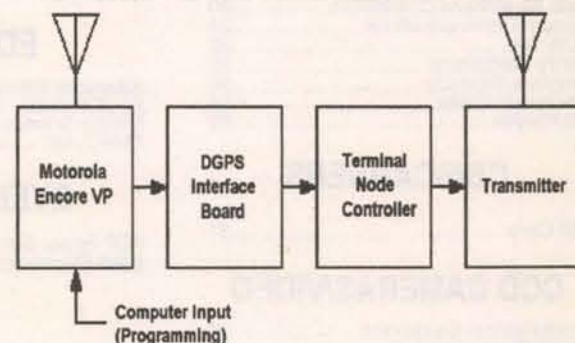 Motorola
Encore VP
DGPS
Interface
Board
Terminal
Node
Controller
Transmitter
Computer Input
(Programming)